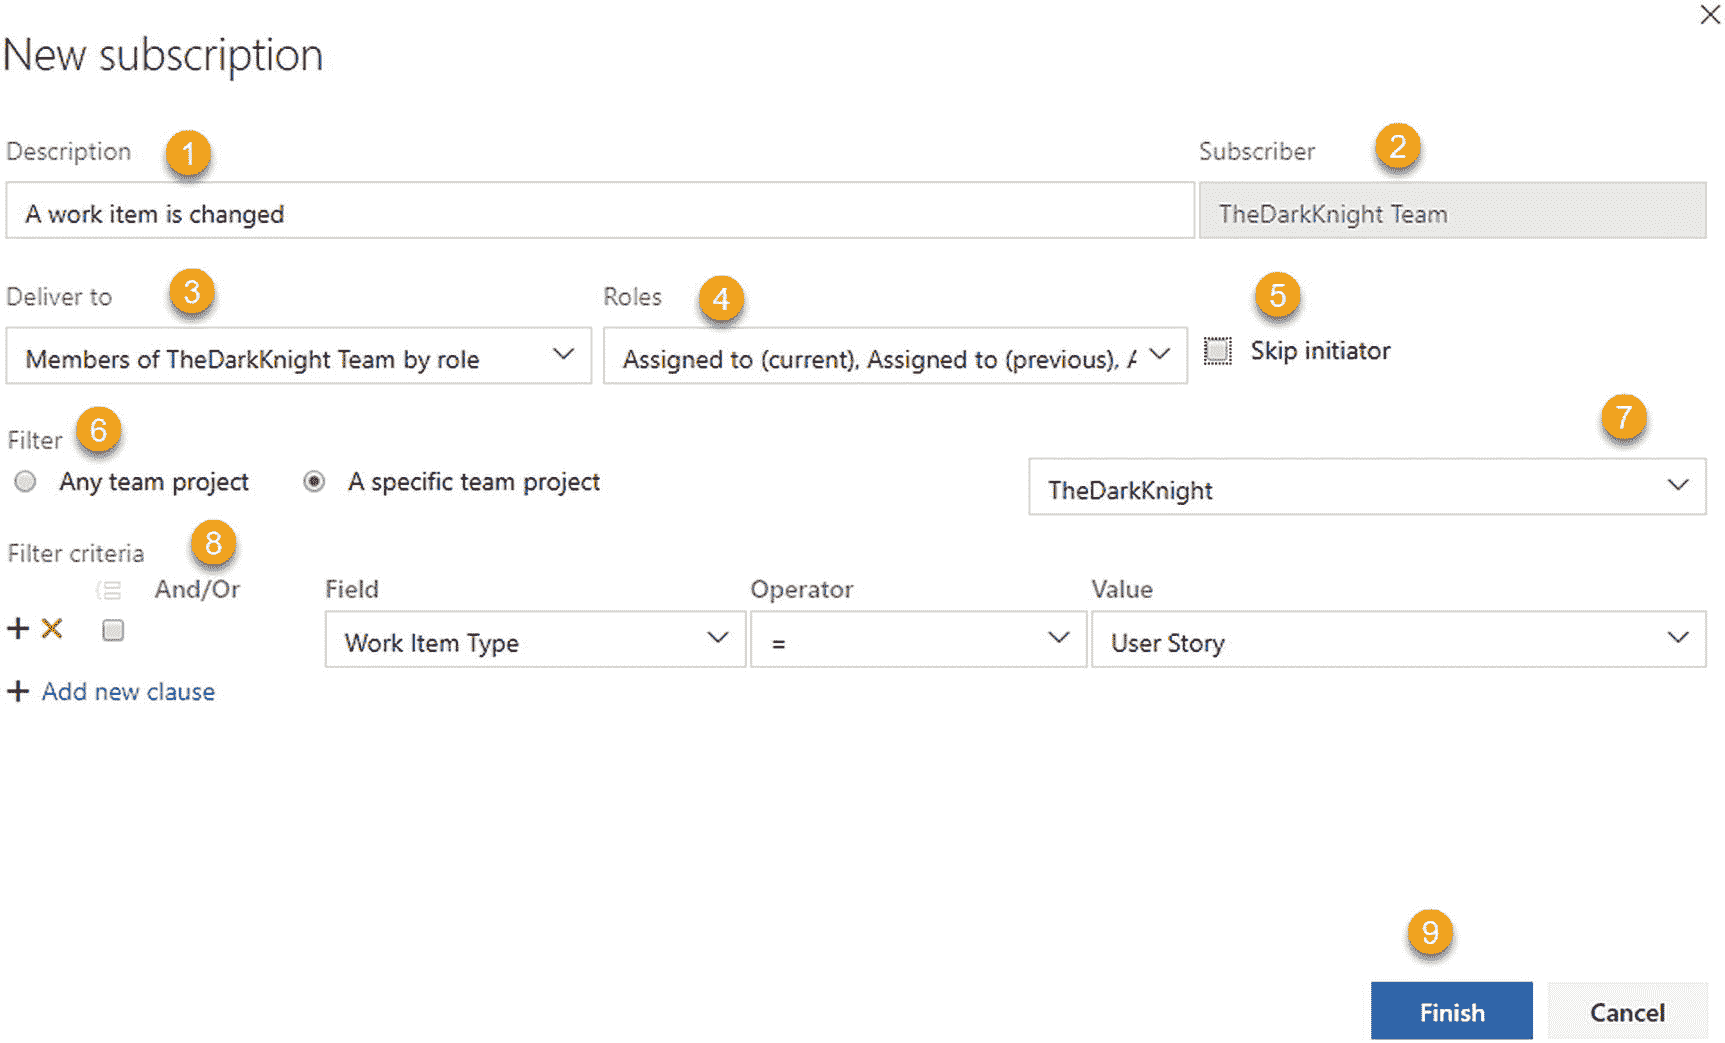 New subscription
Description 1 Subscriber 2
A work item is changed TheDarkKnight Team
Deliver to 3 Roles 4 5
Members of TheDarkKnight Team by role Assigned to (current), Assigned to (previous), A Skip initiator
Filter 6 7
Any team project A specific team project TheDarkKnight
Filter criteria 8
And/Or Field Operator Value
Work Item Type = User Story
+ Add new clause
9
Finish Cancel